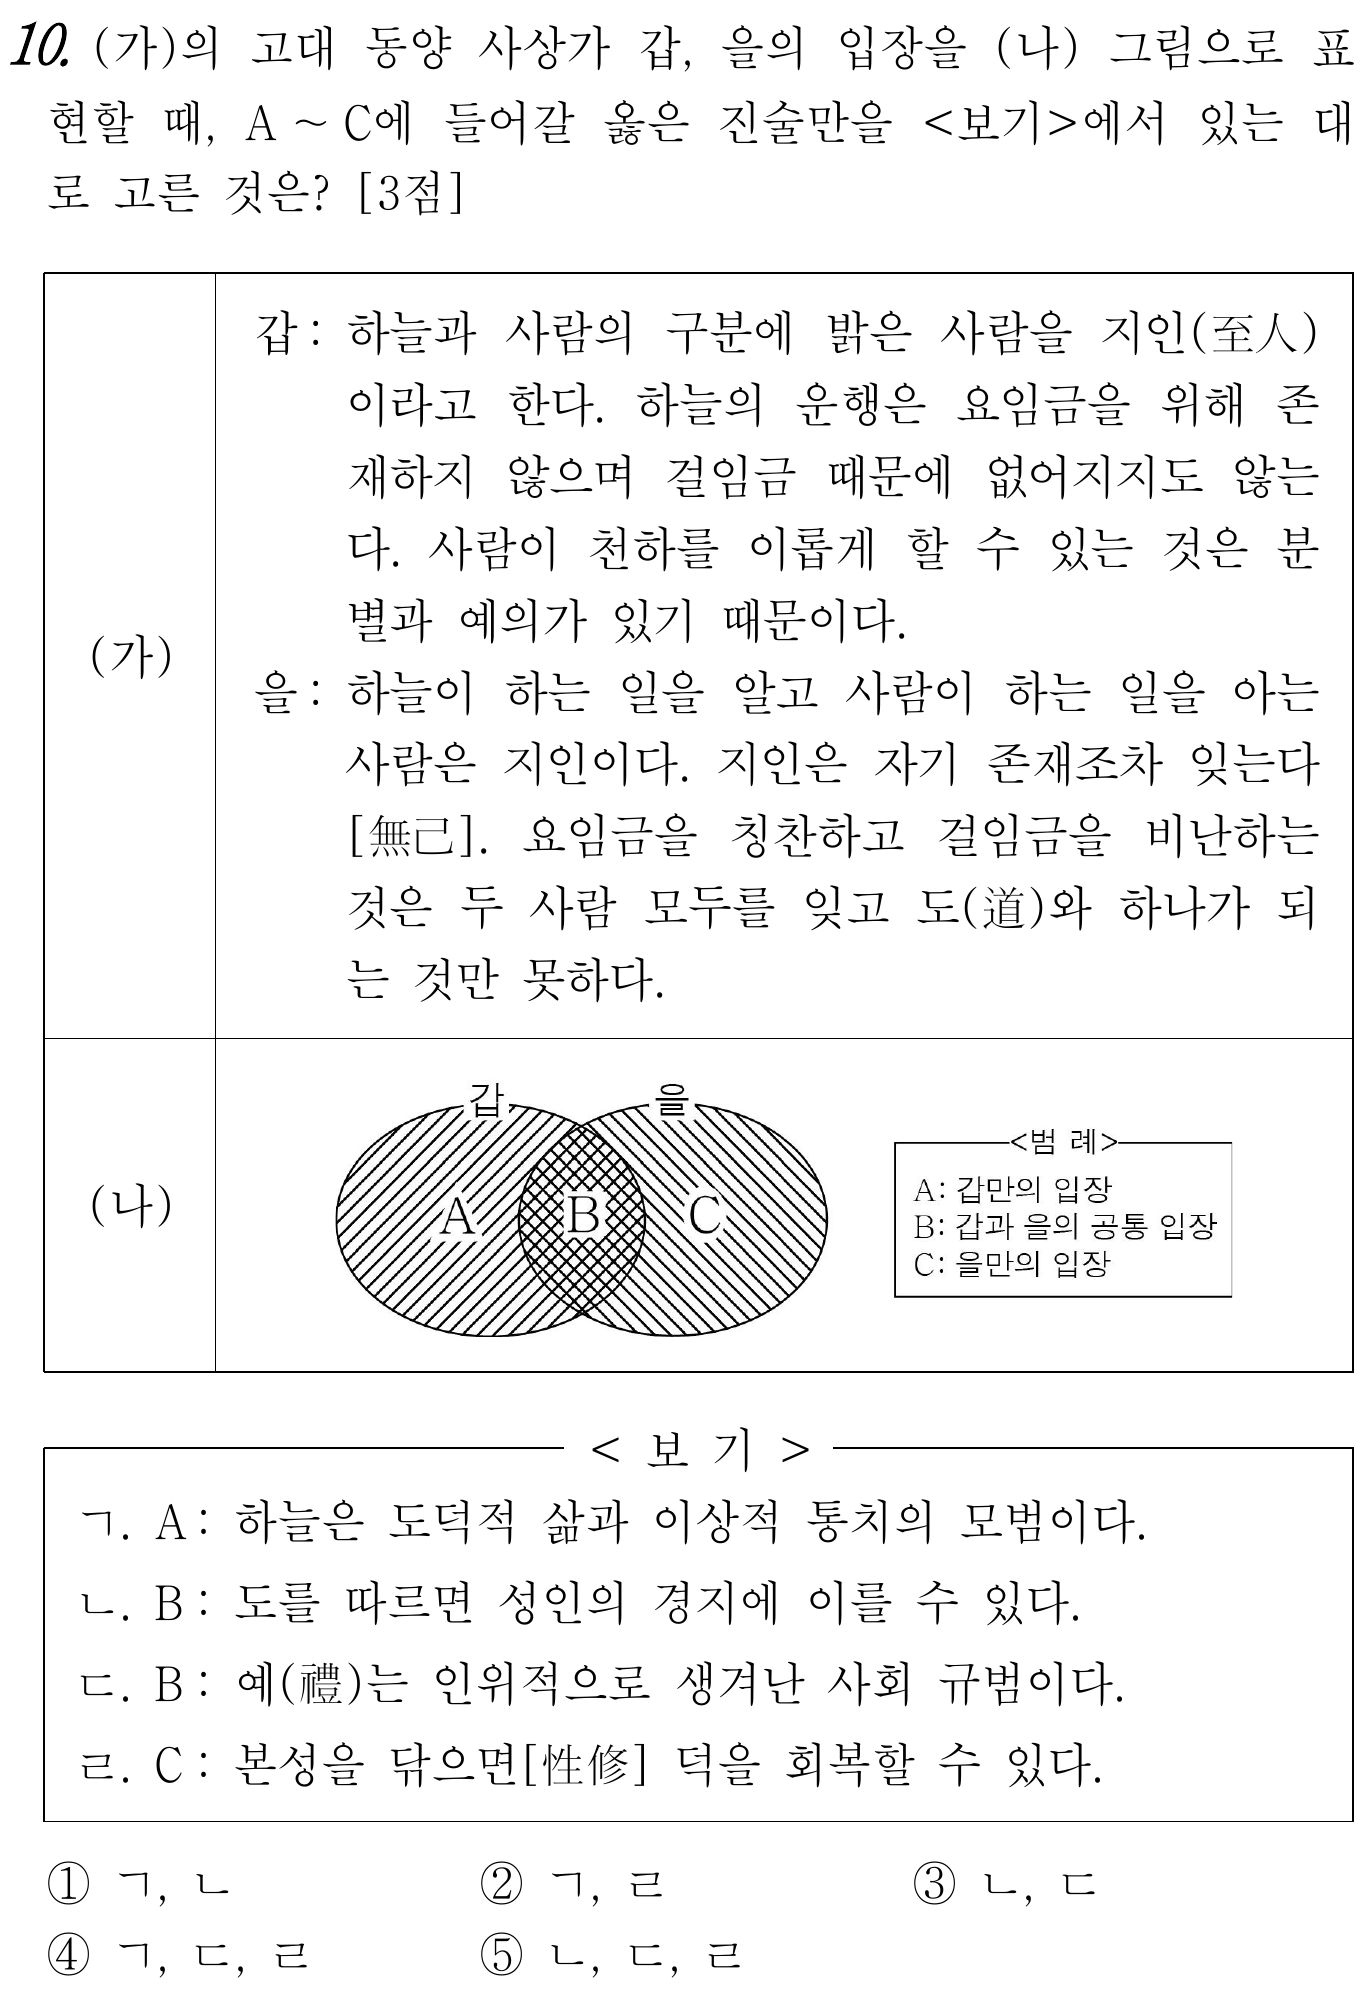 10. (가)의 고대 동양 사상가 갑, 을의 입장을 (나) 그림으로 표
현할 때, A ~ C에 들어갈 옳은 진술만을 <보기>에서 있는 대
로 고른 것은? [3점]
(가)
갑: 하늘과 사람의 구분에 밝은 사람을 지인(至人)
이라고 한다. 하늘의 운행은 요임금을 위해 존
재하지 않으며 걸임금 때문에 없어지지도 않는
다. 사람이 천하를 이롭게 할 수 있는 것은 분
별과 예의가 있기 때문이다.
을: 하늘이 하는 일을 알고 사람이 하는 일을 아는
사람은 지인이다. 지인은 자기 존재조차 잊는다
[無己]. 요임금을 칭찬하고 걸임금을 비난하는
것은 두 사람 모두를 잊고 도(道)와 하나가 되
는 것만 못하다.
(나)
갑 을
A B C
<범 례>
A: 갑만의 입장
B: 갑과 을의 공통 입장
C: 을만의 입장
< 보 기 >
ㄱ. A: 하늘은 도덕적 삶과 이상적 통치의 모범이다.
ㄴ. B: 도를 따르면 성인의 경지에 이를 수 있다.
ㄷ. B: 예(禮)는 인위적으로 생겨난 사회 규범이다.
ㄹ. C: 본성을 닦으면[性修] 덕을 회복할 수 있다.
① ㄱ, ㄴ ② ㄱ, ㄹ ③ ㄴ, ㄷ
④ ㄱ, ㄷ, ㄹ ⑤ ㄴ, ㄷ, ㄹ